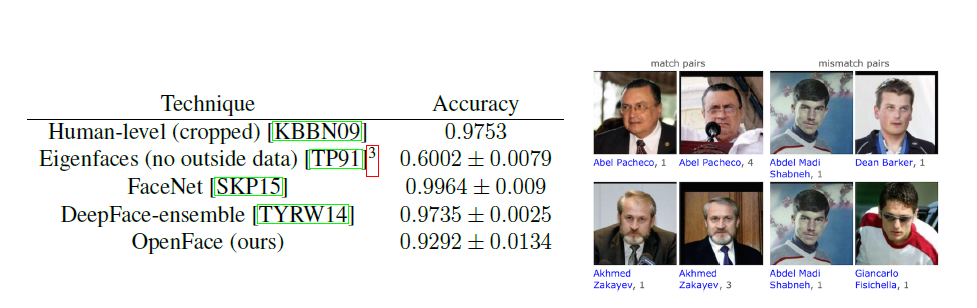 Technique Accuracy
Human-level (cropped) [KBBN09] 0.9753
Eigenfaces (no outside data) [TP91]3 0.6002 ± 0.0079
FaceNet [SKP15] 0.9964 ± 0.009
DeepFace-ensemble [TYRW14] 0.9735 ± 0.0025
OpenFace (ours) 0.9292 ± 0.0134
match pairs
mismatch pairs
Abel Pacheco, 1
Abel Pacheco, 4
Abdel Madi
Shabneh, 1
Dean Barker, 1
Akhmed
Zakayev, 1
Akhmed
Zakayev, 3
Abdel Madi
Shabneh, 1
Giancarlo
Fisichella, 1